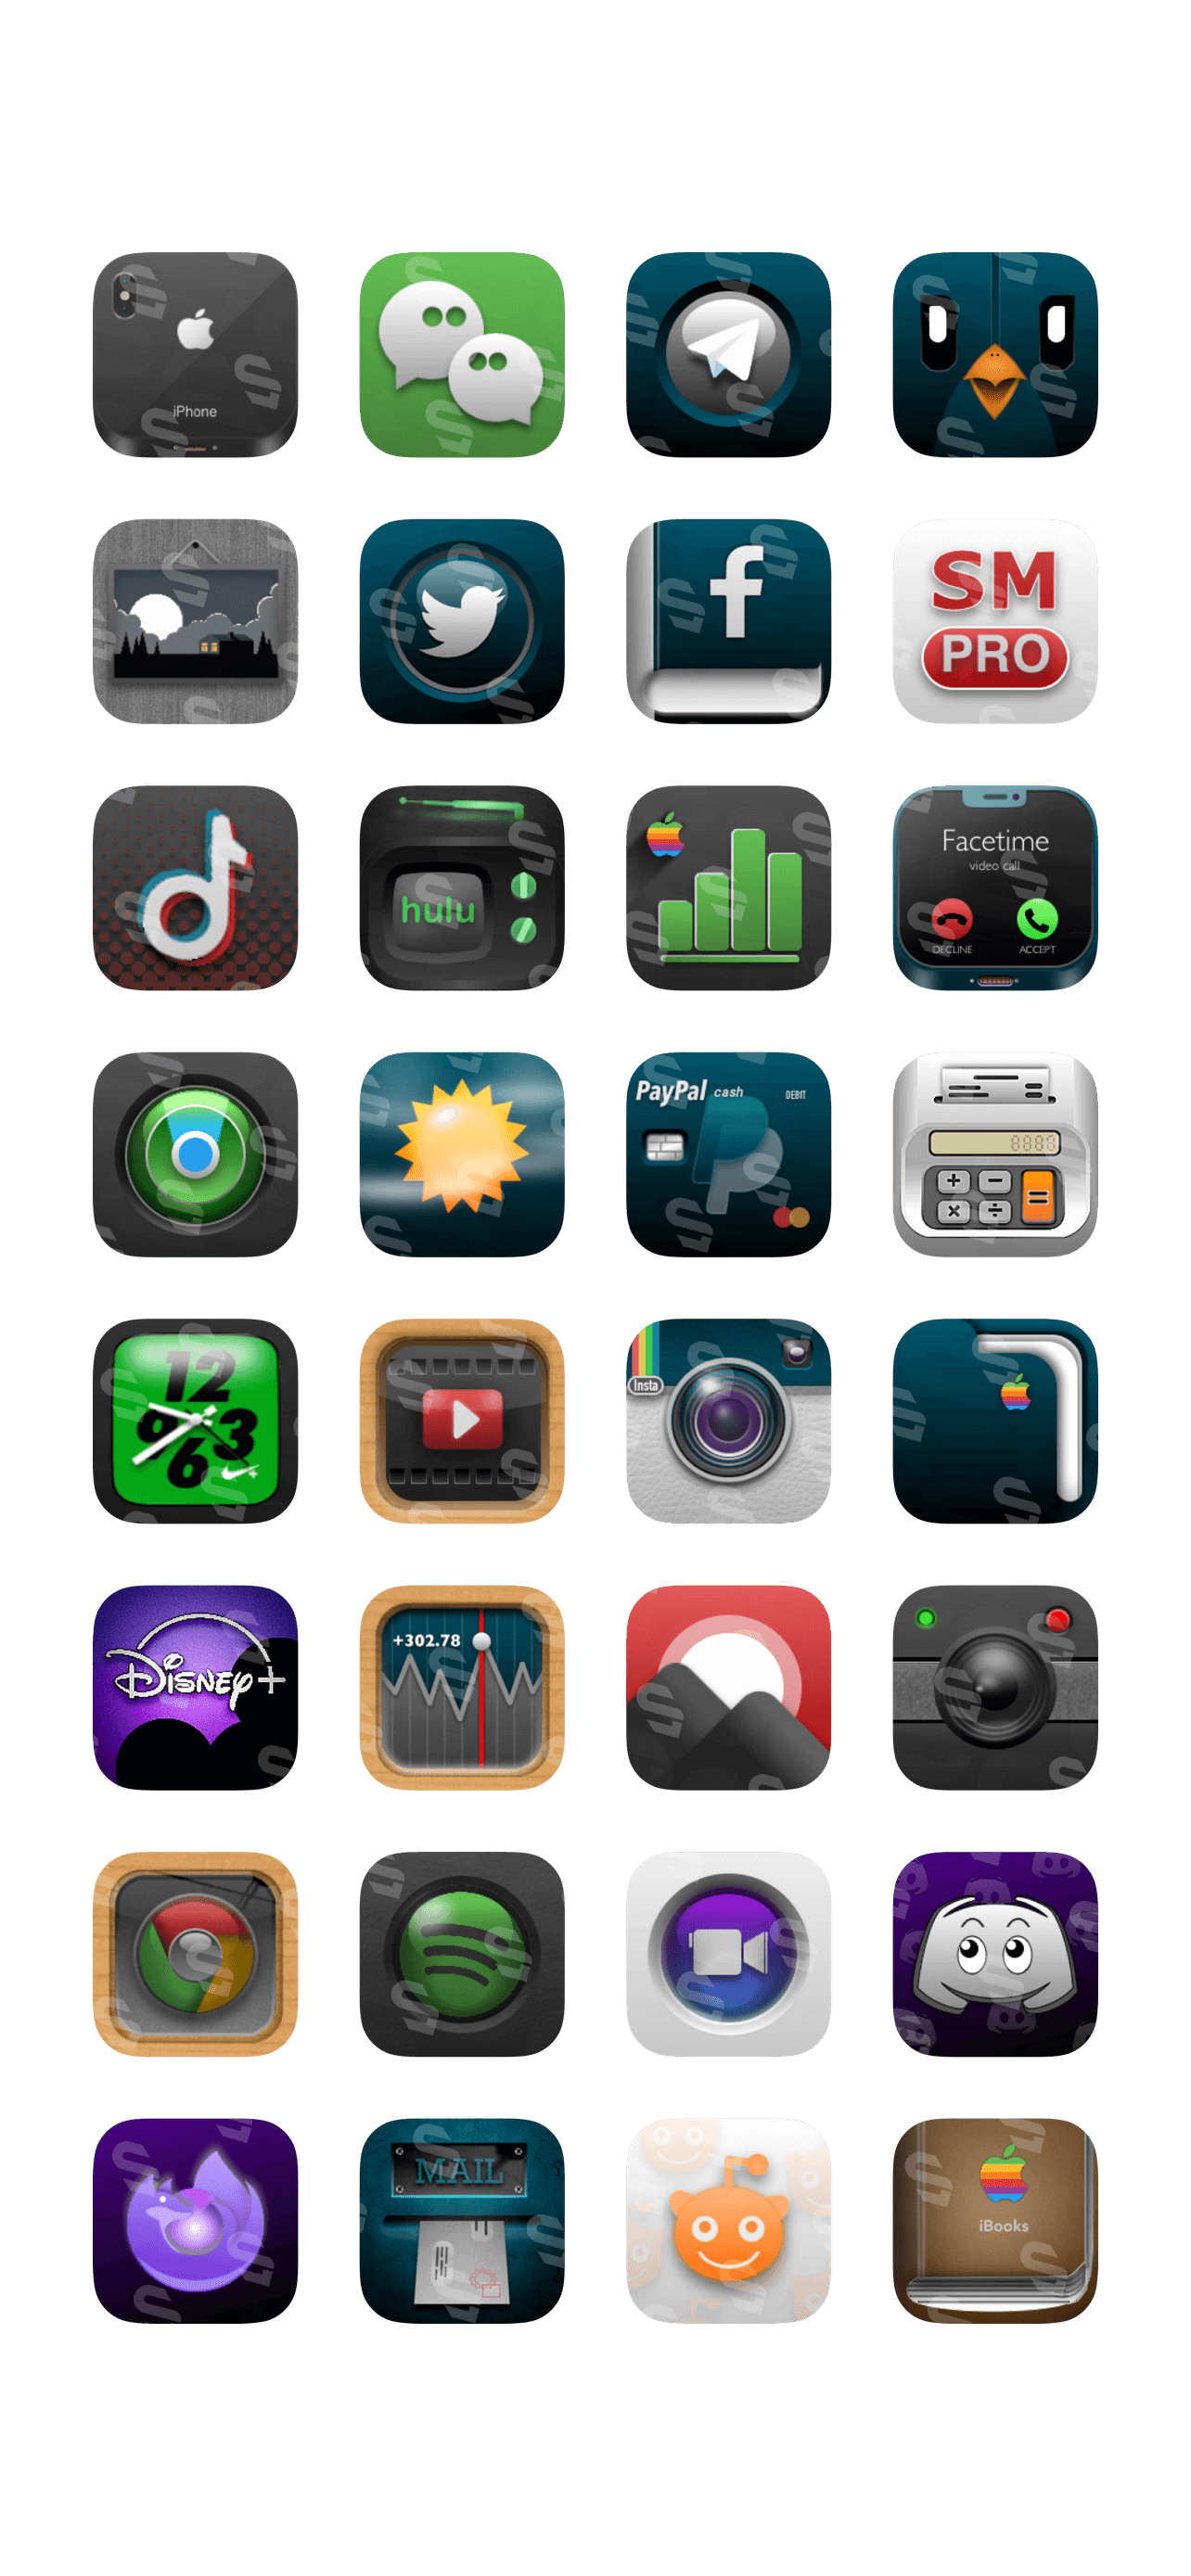 iPhone
f
SM
PRO
hulu
Facetime
video call
DECLINE
ACCEPT
PayPal cash
DEBIT
8888
+ −
× ÷ =
12
9 3
6
Insta
Disney+
+302.78
MAIL
iBooks